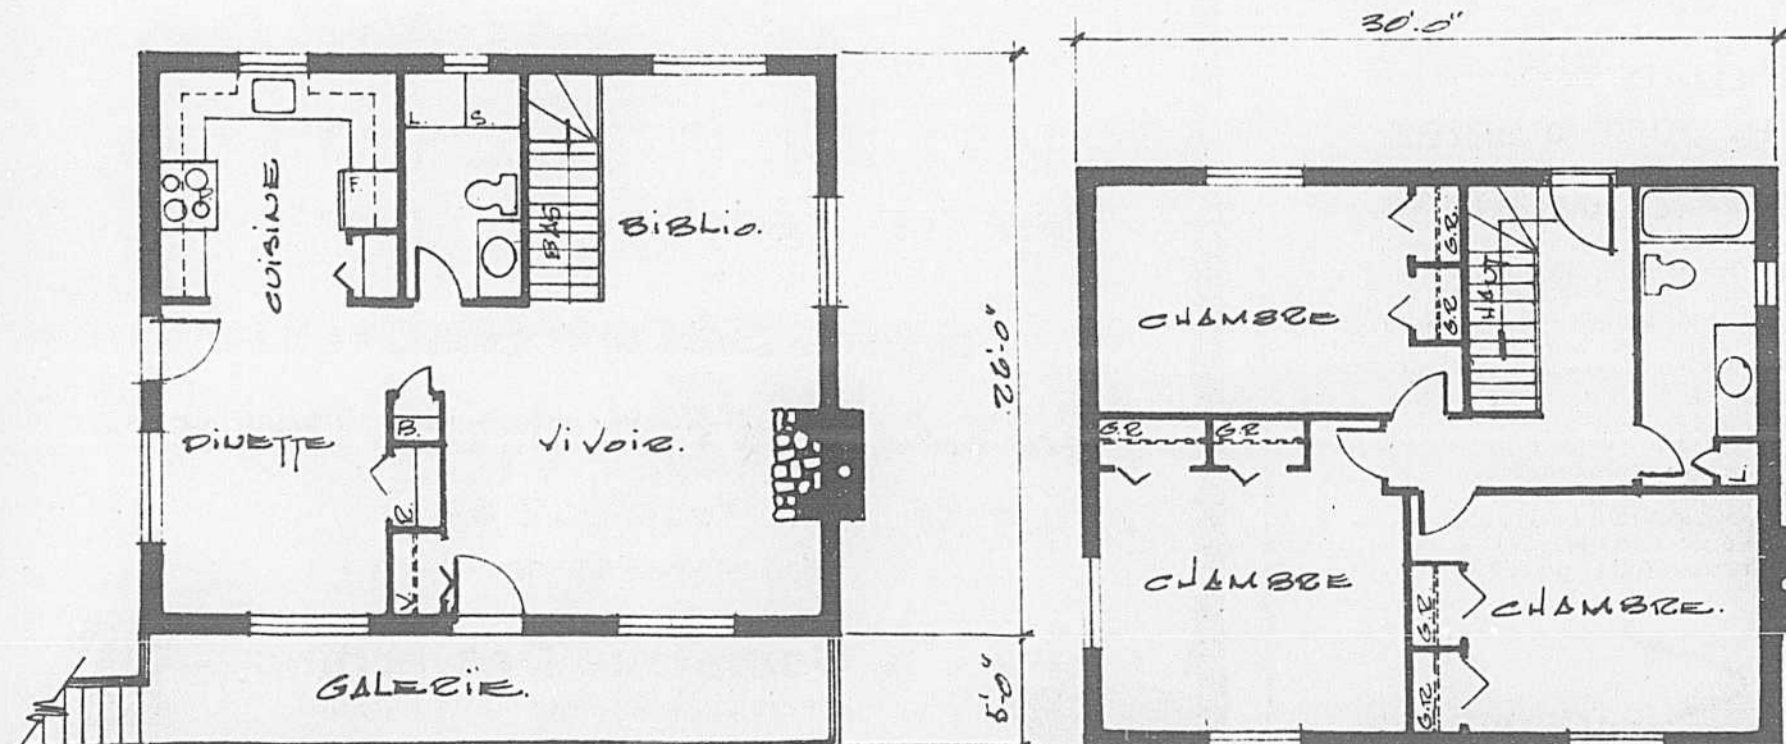 30'.0"
L.
S.
CUISINE
F.
BAS
BIBLIO.
26'.0"
DINETTE
B.
VIVOIR.
R.
V.
GALERIE.
5'.0"
CHAMBRE
G.R.
G.R.
HAUT
G.R.
G.R.
L.
CHAMBRE
G.R.
G.R.
CHAMBRE.